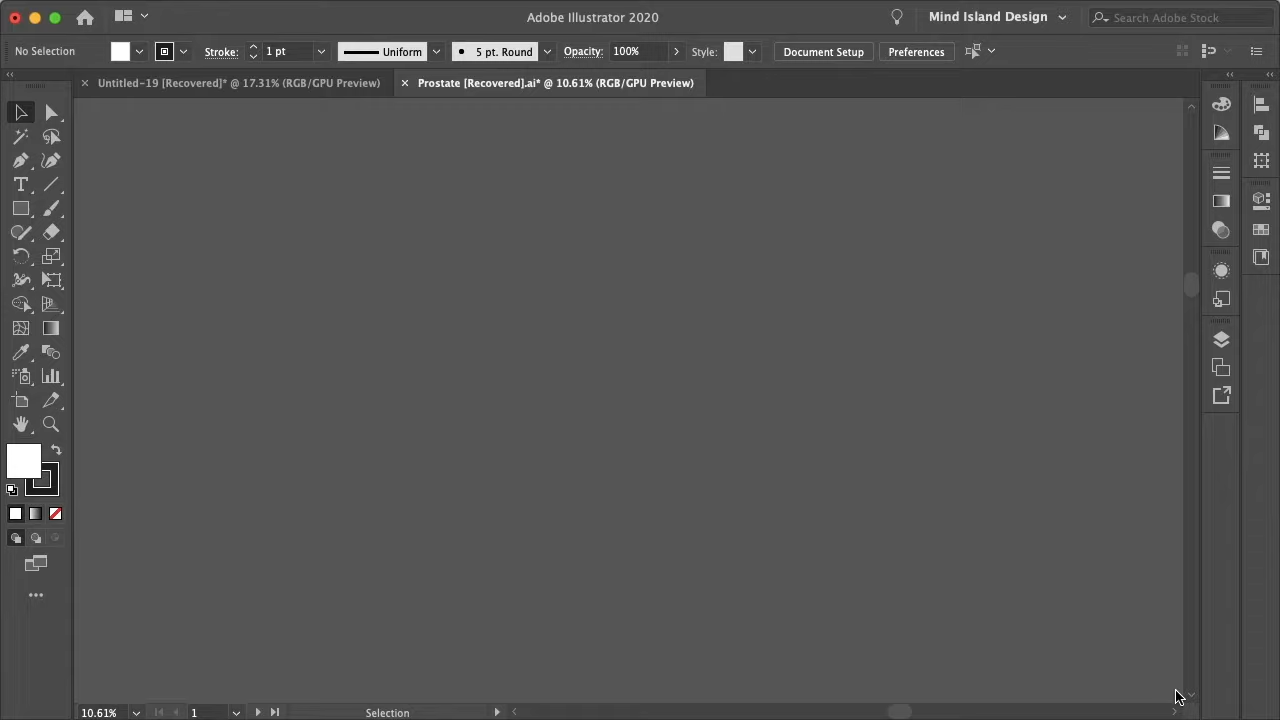 Adobe Illustrator 2020
Mind Island Design
Search Adobe Stock
No Selection
Stroke:
1 pt
Uniform
5 pt. Round
Opacity:
100%
Style:
Document Setup
Preferences
Untitled-19 [Recovered]* @ 17.31% (RGB/GPU Preview)
Prostate [Recovered].ai* @ 10.61% (RGB/GPU Preview)
10.61%
1
Selection